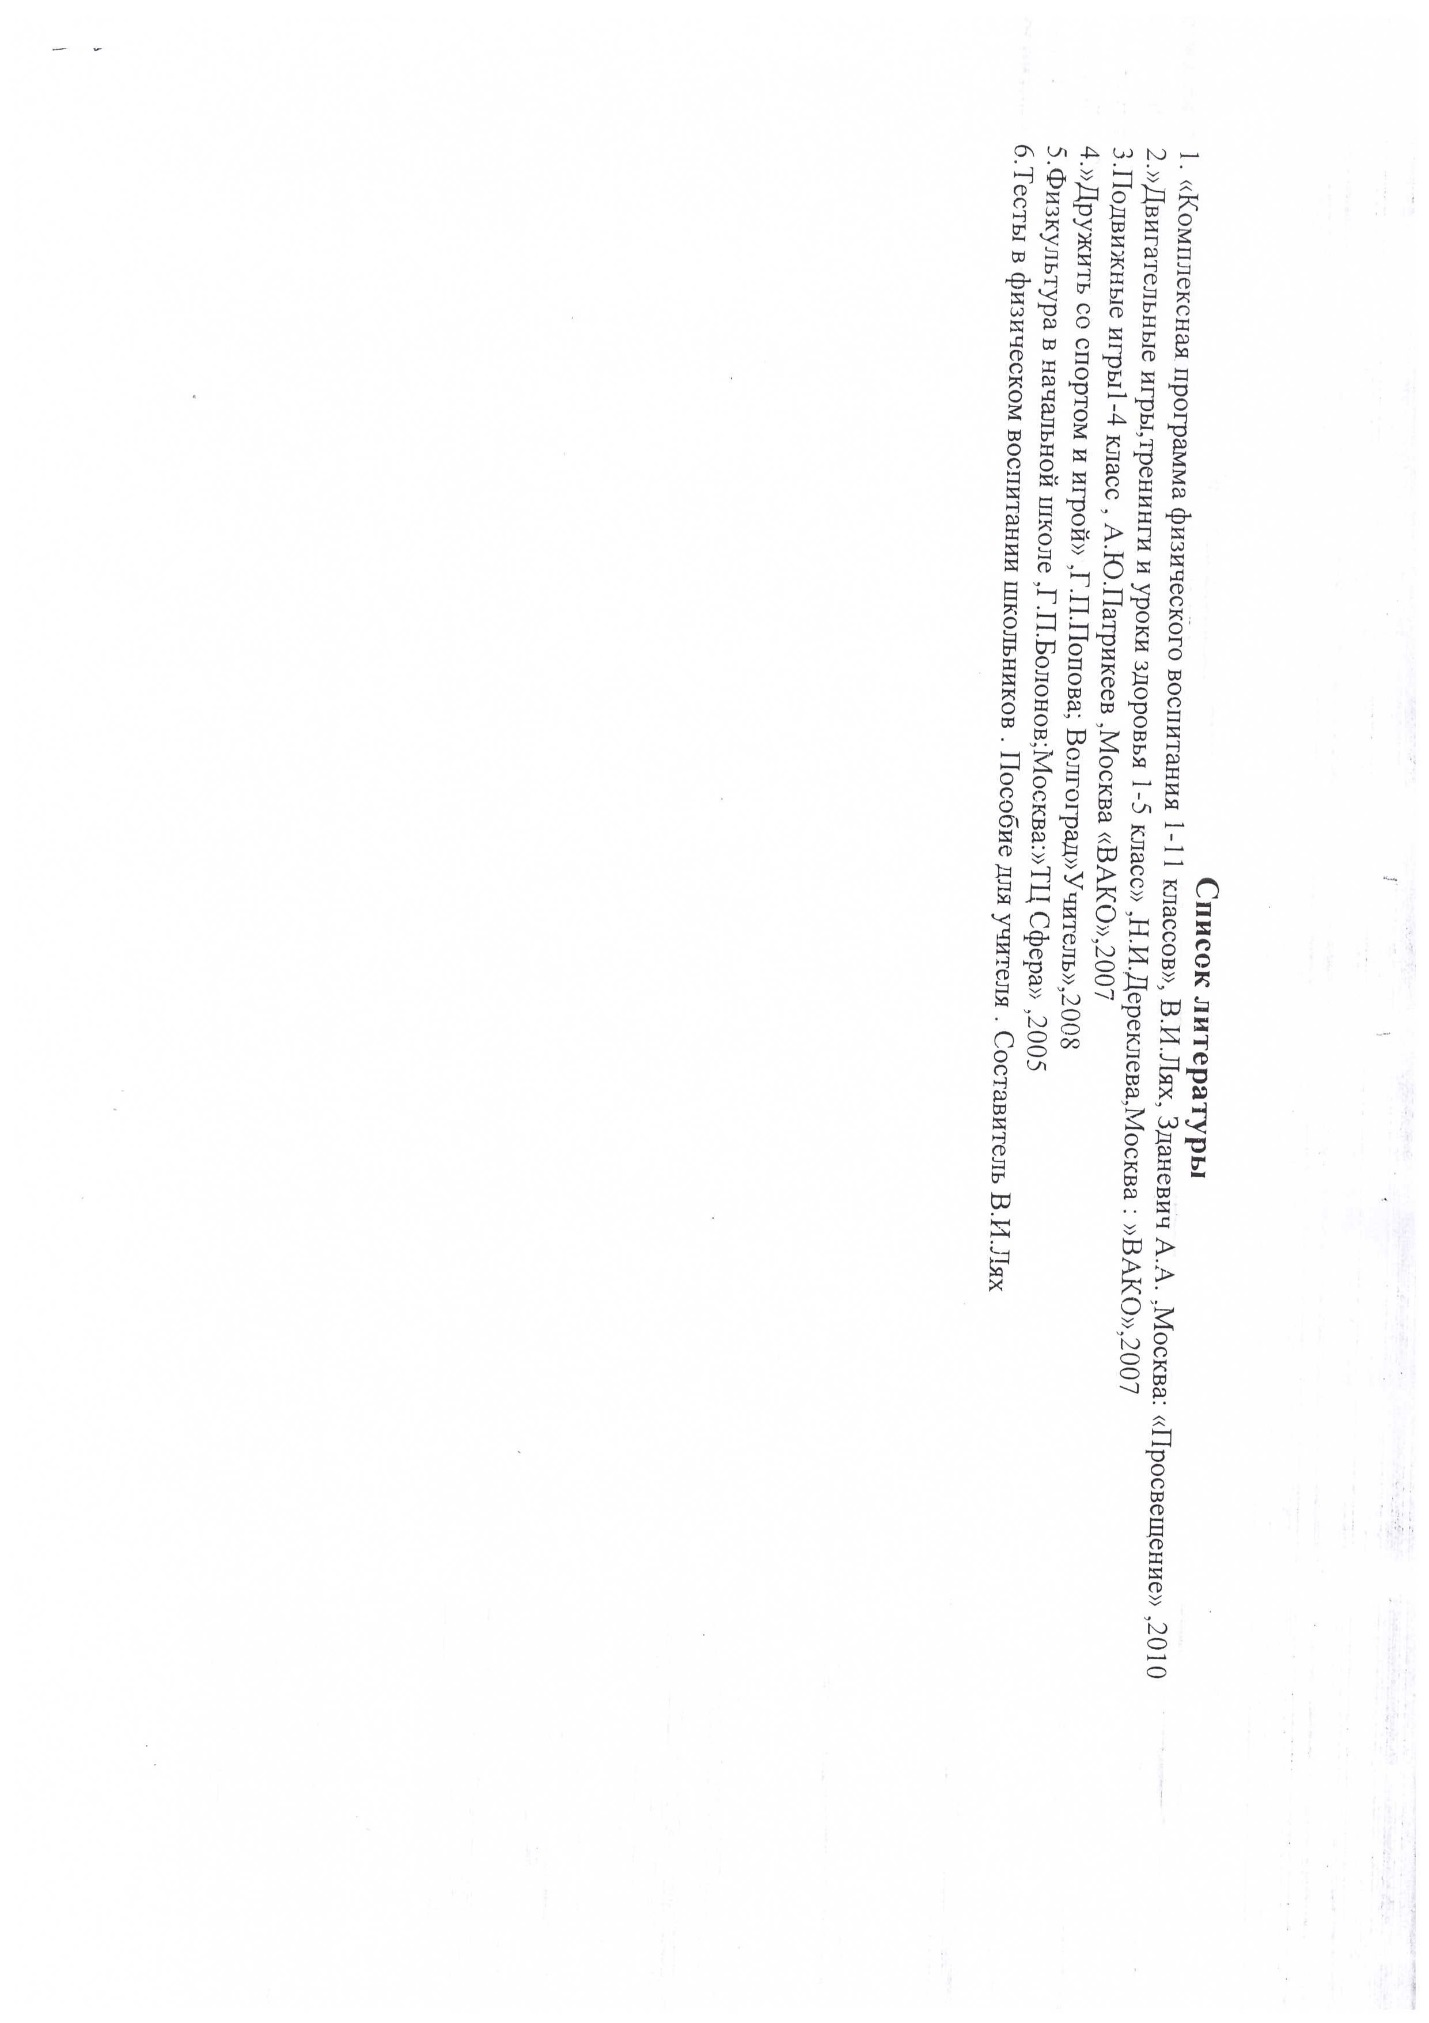 Список литературы
1. «Комплексная программа физического воспитания 1-11 классов», В.И.Лях, Зданевич А.А. ,Москва: «Просвещение» ,2010
2.»Двигательные игры,тренинги и уроки здоровья 1-5 класс» ,Н.И.Дереклева,Москва : »ВАКО»,2007
3.Подвижные игры1-4 класс , А.Ю.Патрикеев ,Москва «ВАКО»,2007
4.»Дружить со спортом и игрой» ,Г.П.Попова; Волгоград»Учитель»,2008
5.Физкультура в начальной школе ,Г.П.Болонов;Москва:»ТЦ Сфера» ,2005
6.Тесты в физическом воспитании школьников . Пособие для учителя . Составитель В.И.Лях